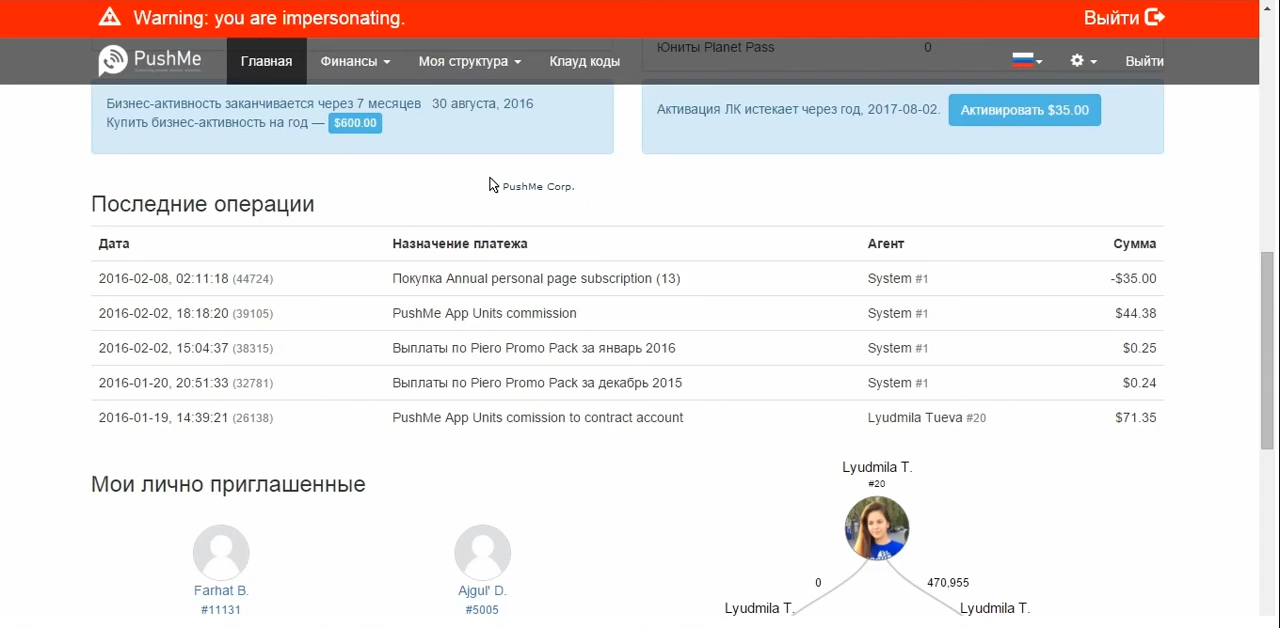 Warning: you are impersonating.
Выйти
PushMe
Главная
Финансы
Моя структура
Клауд коды
Выйти
Юниты Planet Pass
0
Бизнес-активность заканчивается через 7 месяцев 30 августа, 2016
Купить бизнес-активность на год — $600.00
Активация ЛК истекает через год, 2017-08-02.
Активировать $35.00
PushMe Corp.
Последние операции
Дата Назначение платежа Агент Сумма
2016-02-08, 02:11:18 (44724) Покупка Annual personal page subscription (13) System #1 -$35.00
2016-02-02, 18:18:20 (39105) PushMe App Units commission System #1 $44.38
2016-02-02, 15:04:37 (38315) Выплаты по Piero Promo Pack за январь 2016 System #1 $0.25
2016-01-20, 20:51:33 (32781) Выплаты по Piero Promo Pack за декабрь 2015 System #1 $0.24
2016-01-19, 14:39:21 (26138) PushMe App Units comission to contract account Lyudmila Tueva #20 $71.35
Мои лично приглашенные
Farhat B.
#11131
Ajgul' D.
#5005
Lyudmila T.
#20
0
470,955
Lyudmila T.
Lyudmila T.